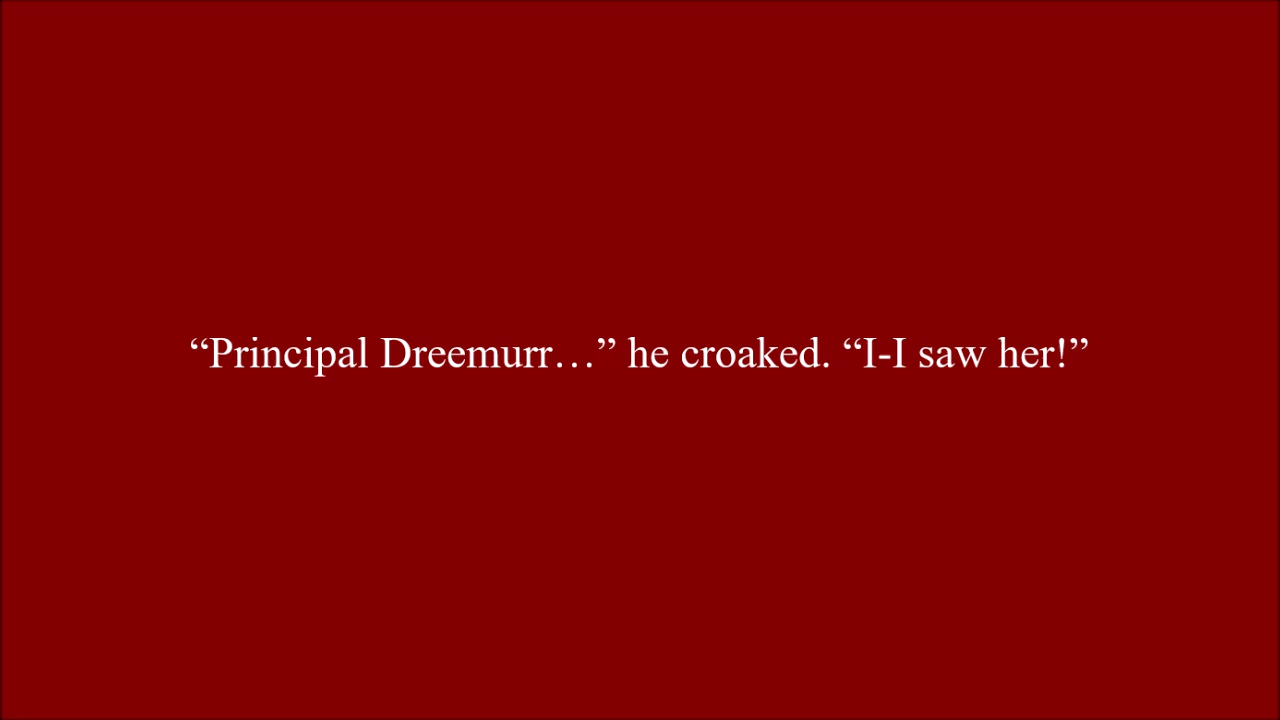 “Principal Dreemurr…” he croaked. “I-I saw her!”